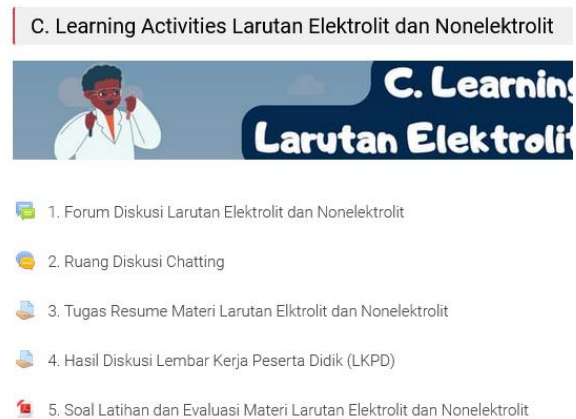 C. Learning Activities Larutan Elektrolit dan Nonelektrolit
C. Learning
Larutan Elektrolit
1. Forum Diskusi Larutan Elektrolit dan Nonelektrolit
2. Ruang Diskusi Chatting
3. Tugas Resume Materi Larutan Elktrolit dan Nonelektrolit
4. Hasil Diskusi Lembar Kerja Peserta Didik (LKPD)
5. Soal Latihan dan Evaluasi Materi Larutan Elektrolit dan Nonelektrolit